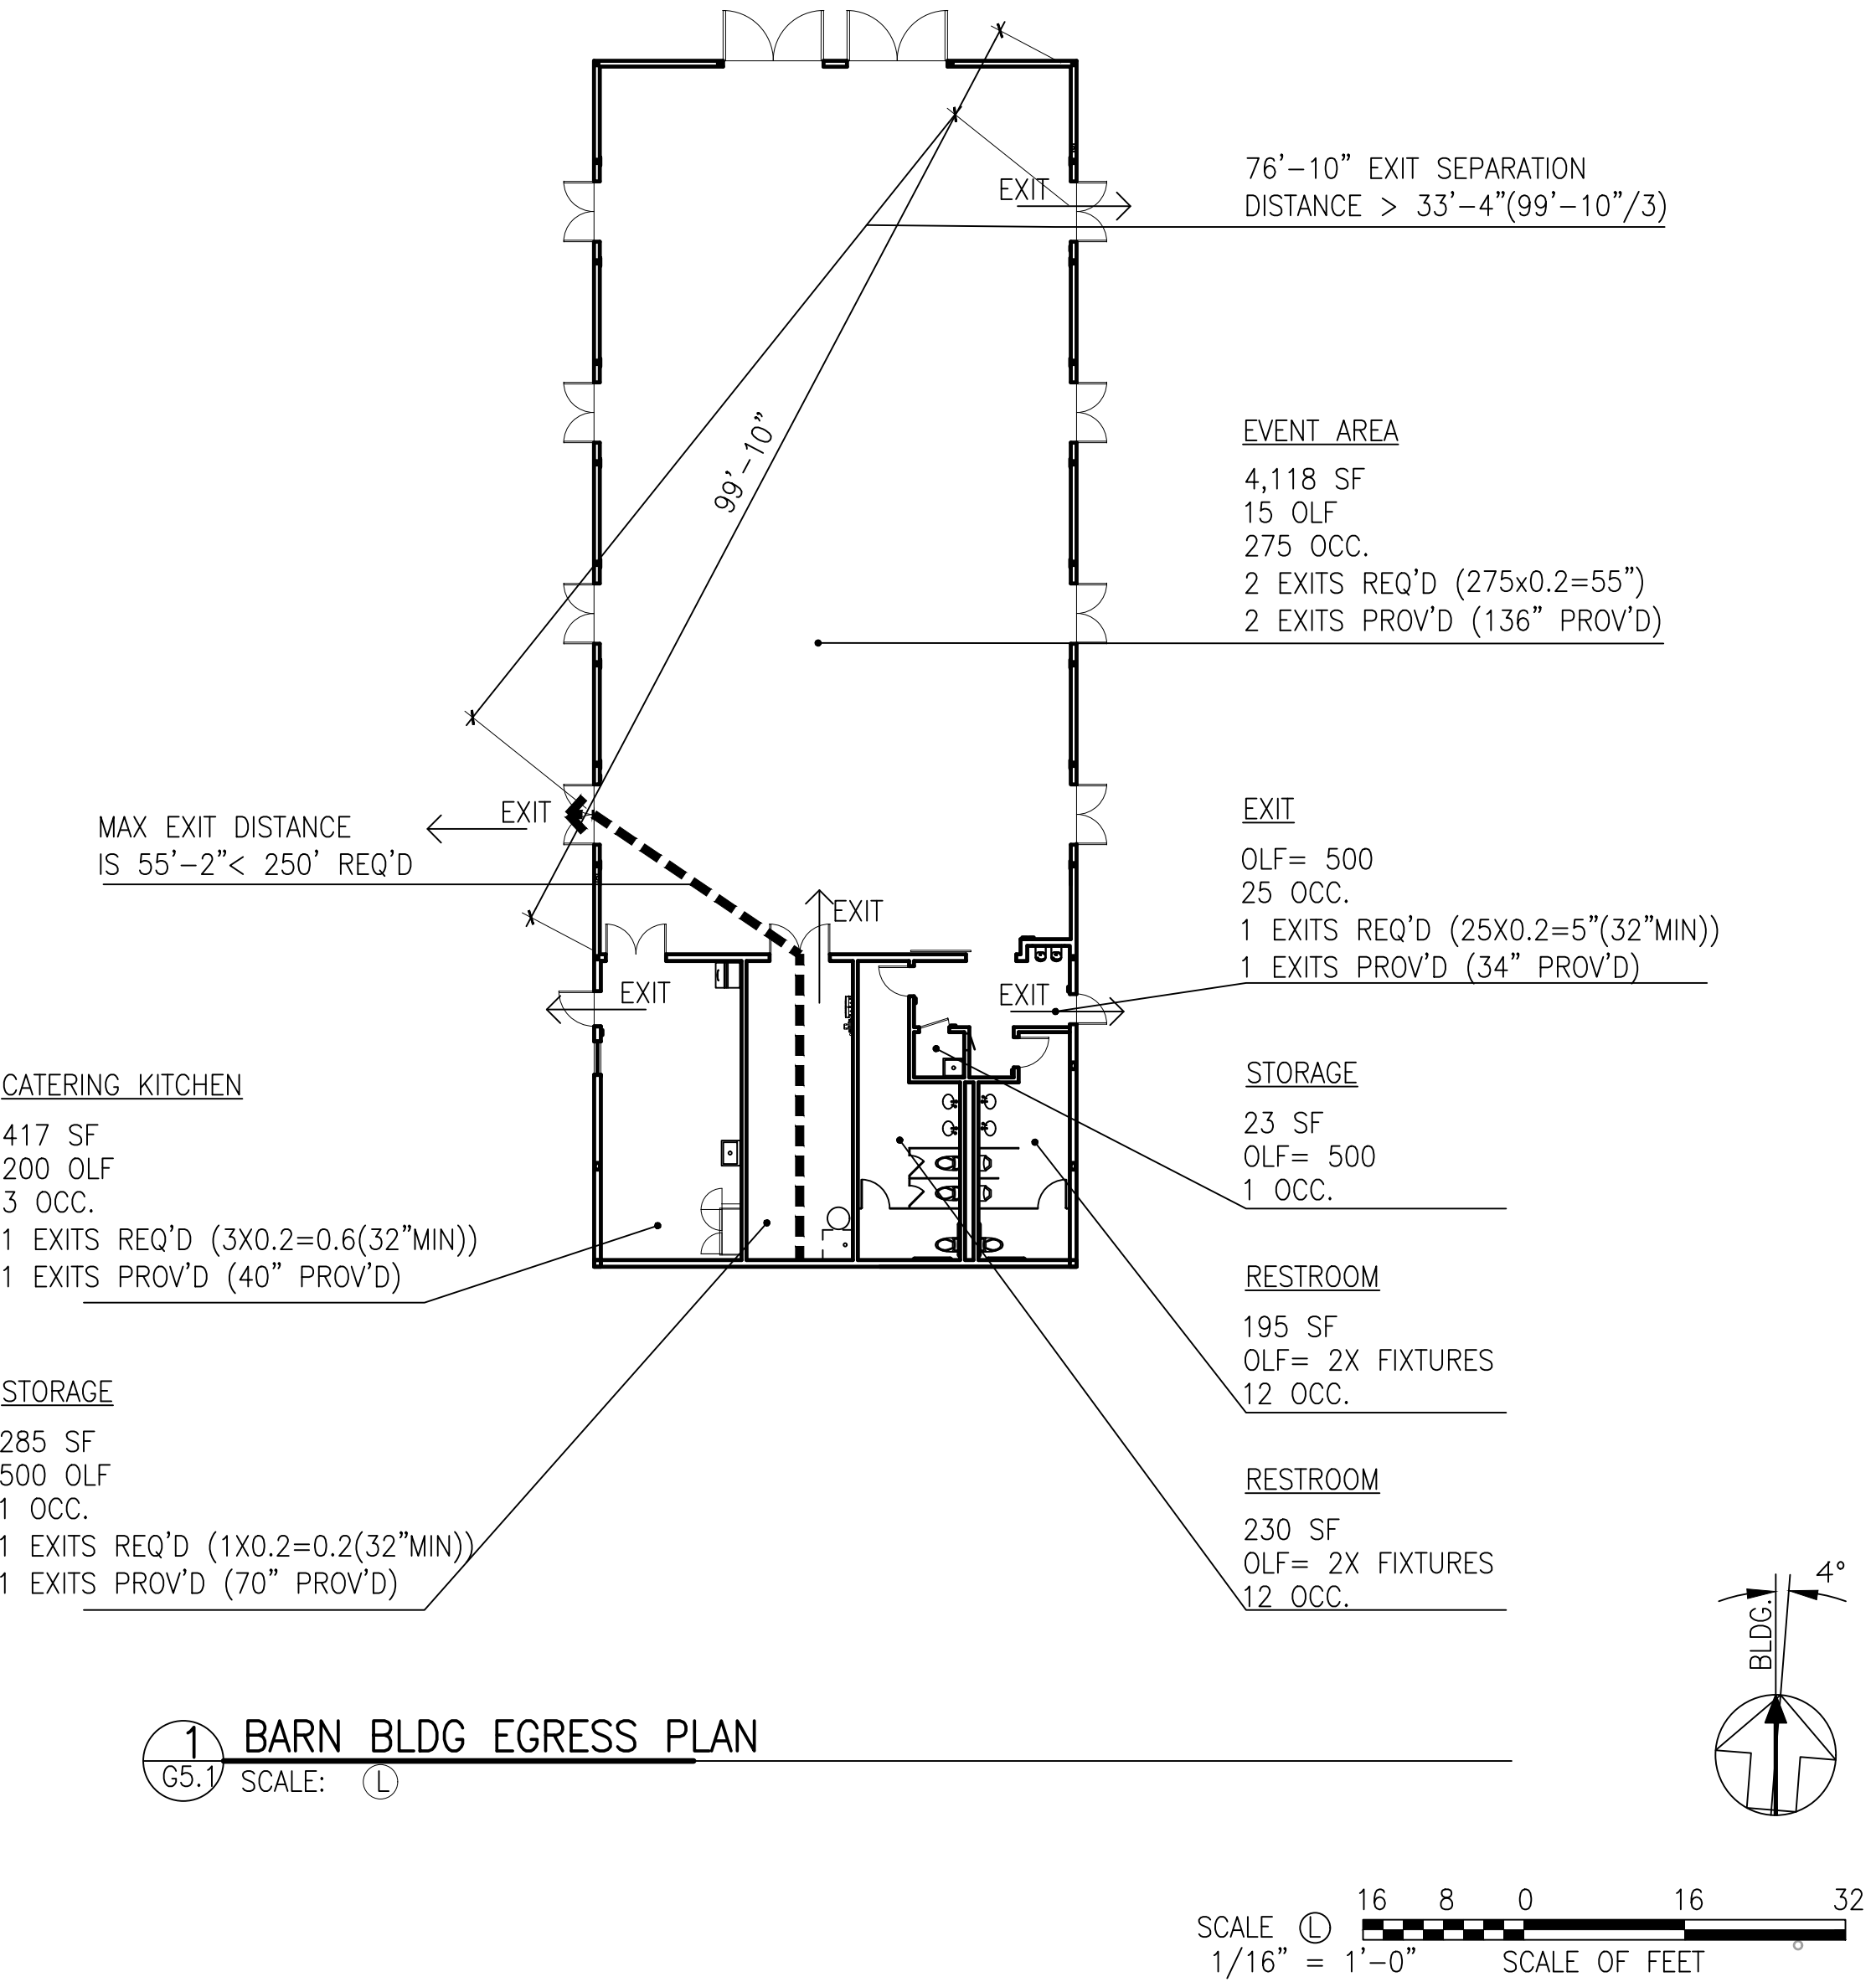 76'-10" EXIT SEPARATION
DISTANCE > 33'-4"(99'-10"/3)
EXIT
99'-10"
EVENT AREA
4,118 SF
15 OLF
275 OCC.
2 EXITS REQ'D (275x0.2=55")
2 EXITS PROV'D (136" PROV'D)
EXIT
MAX EXIT DISTANCE
IS 55'-2"< 250' REQ'D
EXIT
EXIT
OLF= 500
25 OCC.
1 EXITS REQ'D (25X0.2=5"(32"MIN))
1 EXITS PROV'D (34" PROV'D)
EXIT
EXIT
CATERING KITCHEN
417 SF
200 OLF
3 OCC.
1 EXITS REQ'D (3X0.2=0.6(32"MIN))
1 EXITS PROV'D (40" PROV'D)
STORAGE
23 SF
OLF= 500
1 OCC.
RESTROOM
195 SF
OLF= 2X FIXTURES
12 OCC.
STORAGE
285 SF
500 OLF
1 OCC.
1 EXITS REQ'D (1X0.2=0.2(32"MIN))
1 EXITS PROV'D (70" PROV'D)
RESTROOM
230 SF
OLF= 2X FIXTURES
12 OCC.
4°
BLDG.
1
G5.1
BARN BLDG EGRESS PLAN
SCALE: L
16 8 0 16 32
SCALE L
1/16" = 1'-0"
SCALE OF FEET